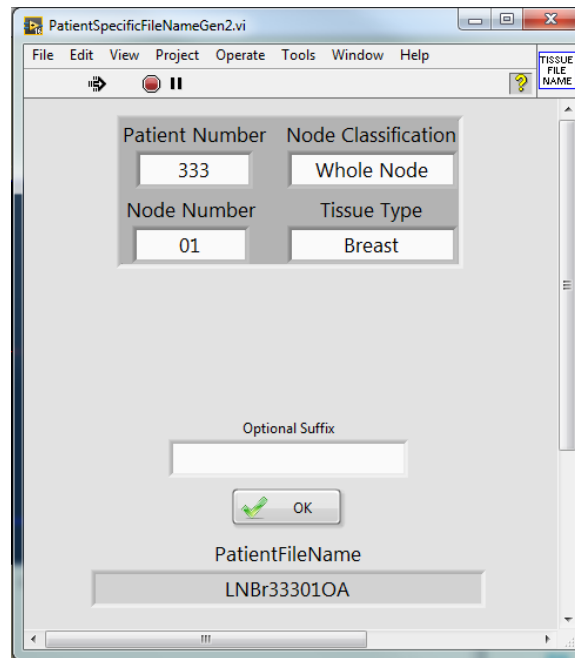 PatientSpecificFileNameGen2.vi
File Edit View Project Operate Tools Window Help
TISSUE
FILE
NAME
Patient Number Node Classification
333 Whole Node
Node Number Tissue Type
01 Breast
Optional Suffix
OK
PatientFileName
LNBr33301OA